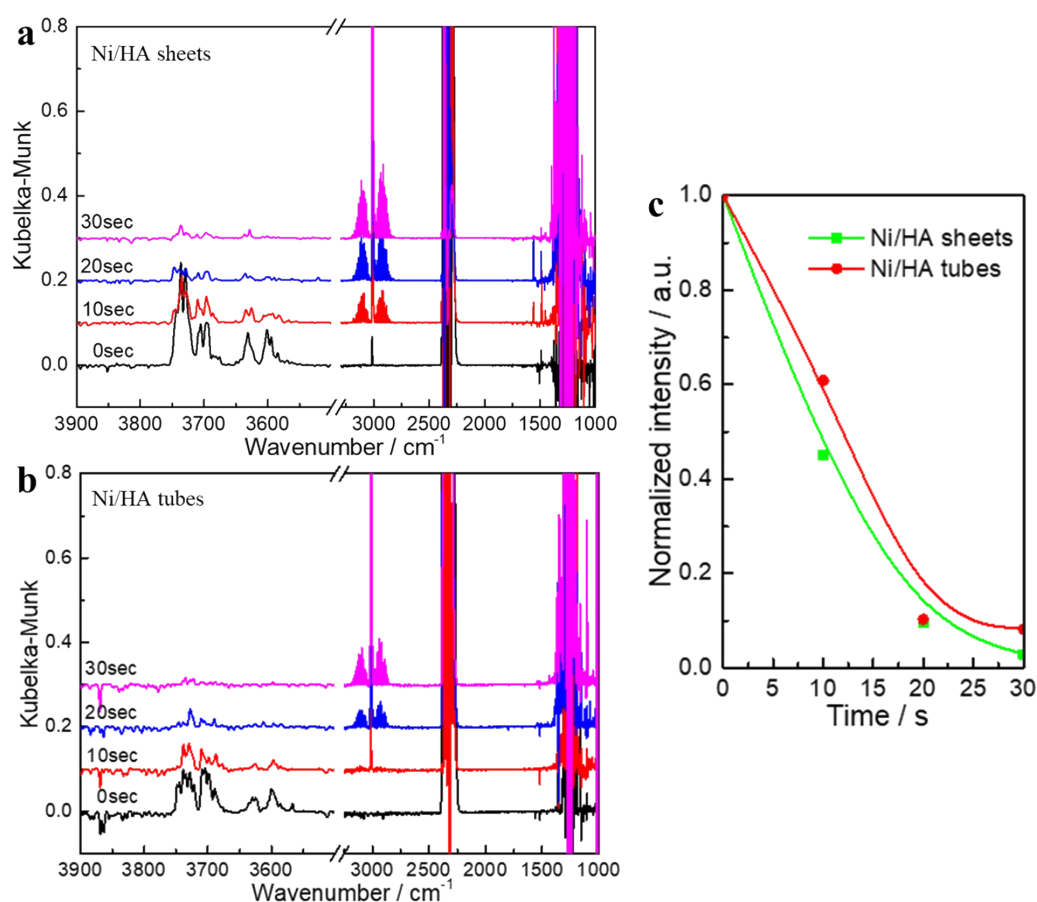 a
Ni/HA sheets
Kubelka-Munk
0.8
0.6
0.4
0.2
0.0
30sec
20sec
10sec
0sec
3900 3800 3700 3600 3000 2500 2000 1500 1000
Wavenumber / cm-1
b
Ni/HA tubes
Kubelka-Munk
0.8
0.6
0.4
0.2
0.0
30sec
20sec
10sec
0sec
3900 3800 3700 3600 3000 2500 2000 1500 1000
Wavenumber / cm-1
c
Ni/HA sheets
Ni/HA tubes
Normalized intensity / a.u.
1.0
0.8
0.6
0.4
0.2
0.0
0 5 10 15 20 25 30
Time / s